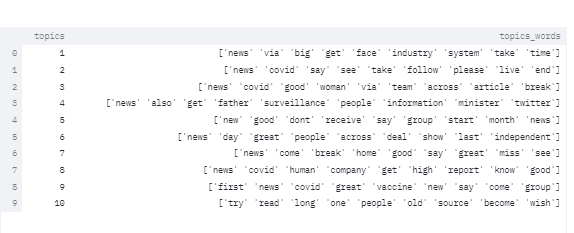 topics topics_words
0 1 ['news' 'via' 'big' 'get' 'face' 'industry' 'system' 'take' 'time']
1 2 ['news' 'covid' 'say' 'see' 'take' 'follow' 'please' 'live' 'end']
2 3 ['news' 'covid' 'good' 'woman' 'via' 'team' 'across' 'article' 'break']
3 4 ['news' 'also' 'get' 'father' 'surveillance' 'people' 'information' 'minister' 'twitter']
4 5 ['new' 'good' 'dont' 'receive' 'say' 'group' 'start' 'month' 'news']
5 6 ['news' 'day' 'great' 'people' 'across' 'deal' 'show' 'last' 'independent']
6 7 ['news' 'come' 'break' 'home' 'good' 'say' 'great' 'miss' 'see']
7 8 ['news' 'covid' 'human' 'company' 'get' 'high' 'report' 'know' 'good']
8 9 ['first' 'news' 'covid' 'great' 'vaccine' 'new' 'say' 'come' 'group']
9 10 ['try' 'read' 'long' 'one' 'people' 'old' 'source' 'become' 'wish']